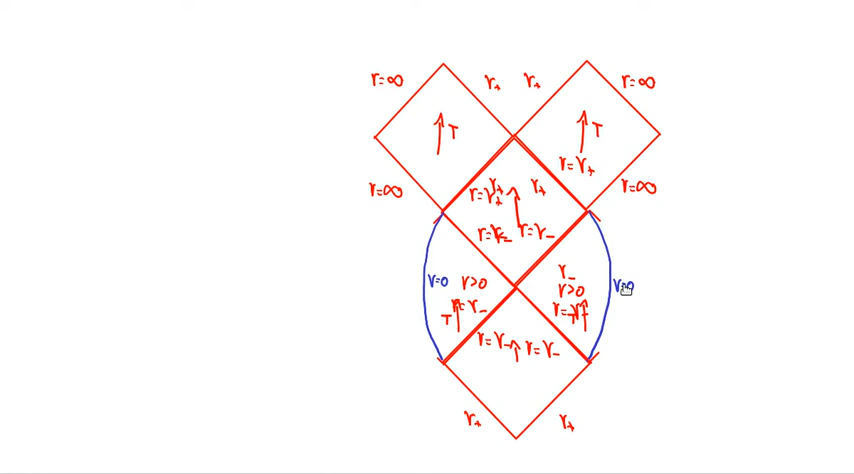 r=∞
r₊
r₊
r=∞
T
T
r=r₊
r=∞
r₊
r=r₊
r₊
r=∞
r=r₋
r=r₋
r=0
r>0
r₋
r>0
r=0
r=r₋
T
T
r=r₋
r=r₋
r₊
r₊